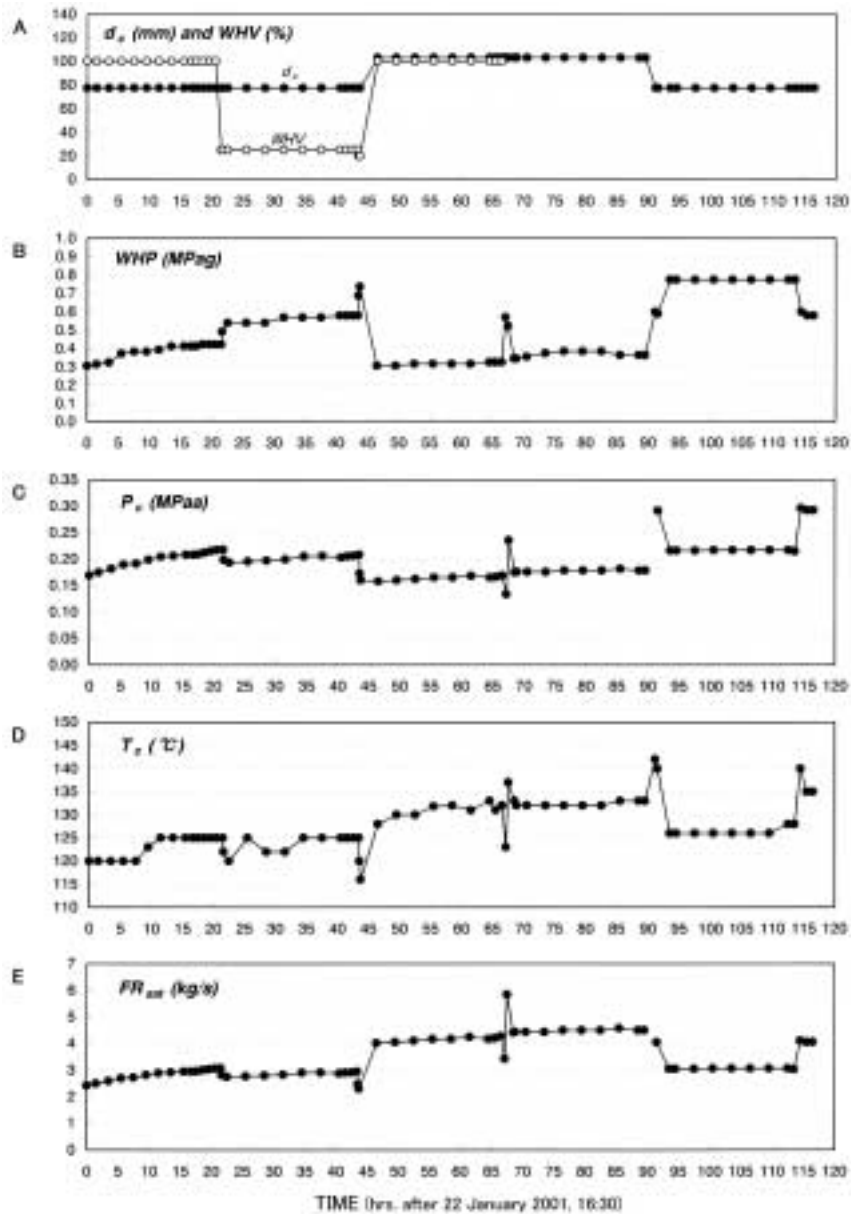 A
d_o (mm) and WHV (%)
140
120
100
80
60
40
20
0
d_o
WHV
0 5 10 15 20 25 30 35 40 45 50 55 60 65 70 75 80 85 90 95 100 105 110 115 120
B
WHP (MPag)
1.0
0.9
0.8
0.7
0.6
0.5
0.4
0.3
0.2
0.1
0.0
0 5 10 15 20 25 30 35 40 45 50 55 60 65 70 75 80 85 90 95 100 105 110 115 120
C
P_o (MPaa)
0.35
0.30
0.25
0.20
0.15
0.10
0.05
0.00
0 5 10 15 20 25 30 35 40 45 50 55 60 65 70 75 80 85 90 95 100 105 110 115 120
D
T_o (℃)
150
145
140
135
130
125
120
115
110
0 5 10 15 20 25 30 35 40 45 50 55 60 65 70 75 80 85 90 95 100 105 110 115 120
E
FR_est (kg/s)
7
6
5
4
3
2
1
0
0 5 10 15 20 25 30 35 40 45 50 55 60 65 70 75 80 85 90 95 100 105 110 115 120
TIME (hrs. after 22 January 2001, 16:30)